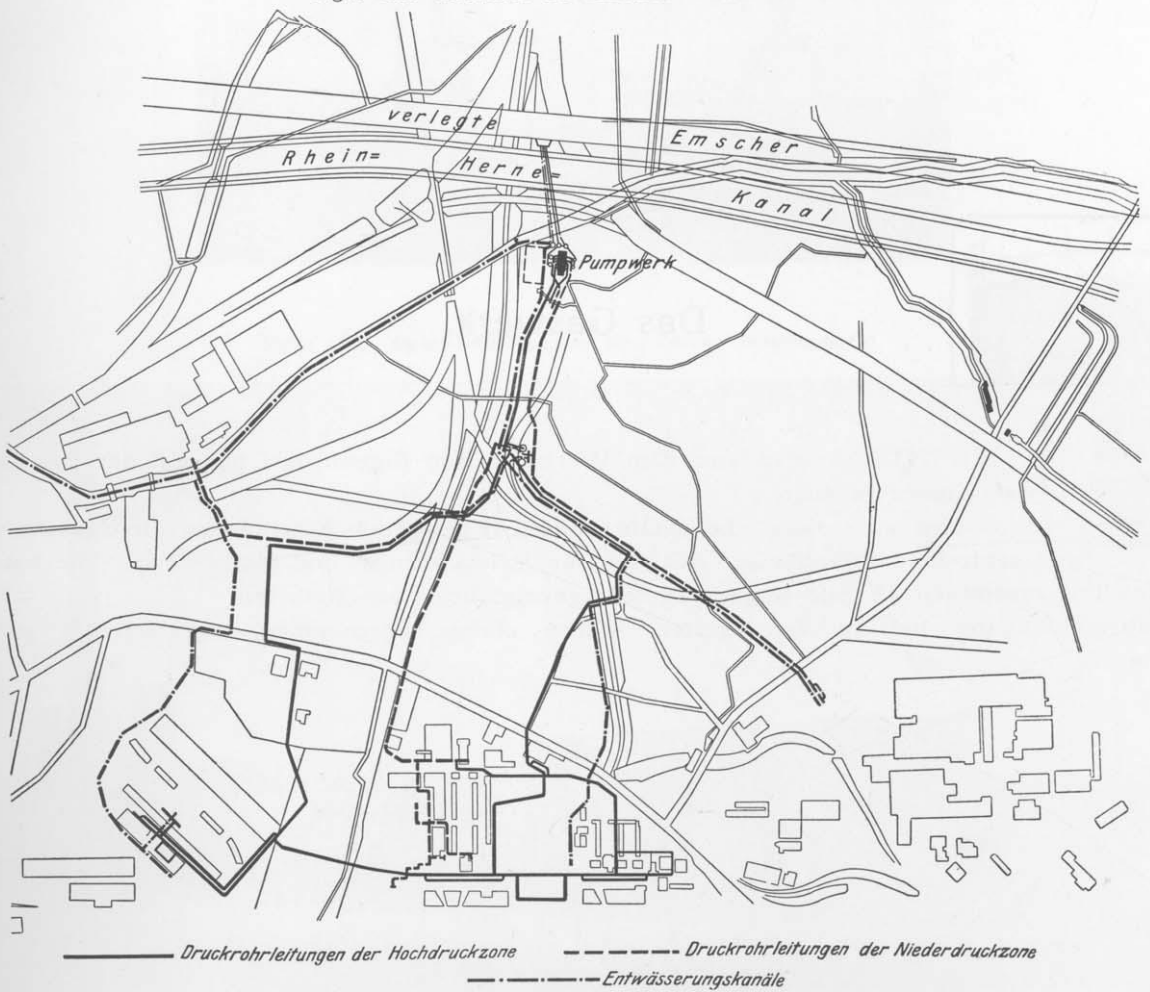 verlegte Emscher
Rhein= Herne= Kanal
Pumpwerk
Druckrohrleitungen der Hochdruckzone
Druckrohrleitungen der Niederdruckzone
Entwässerungskanäle